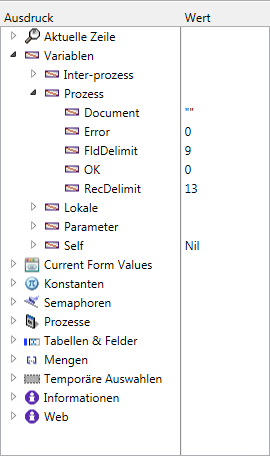 Ausdruck Wert
Aktuelle Zeile
Variablen
Inter-prozess
Prozess
Document ""
Error 0
FldDelimit 9
OK 0
RecDelimit 13
Lokale
Parameter
Self Nil
Current Form Values
Konstanten
Semaphoren
Prozesse
Tabellen & Felder
Mengen
Temporäre Auswahlen
Informationen
Web